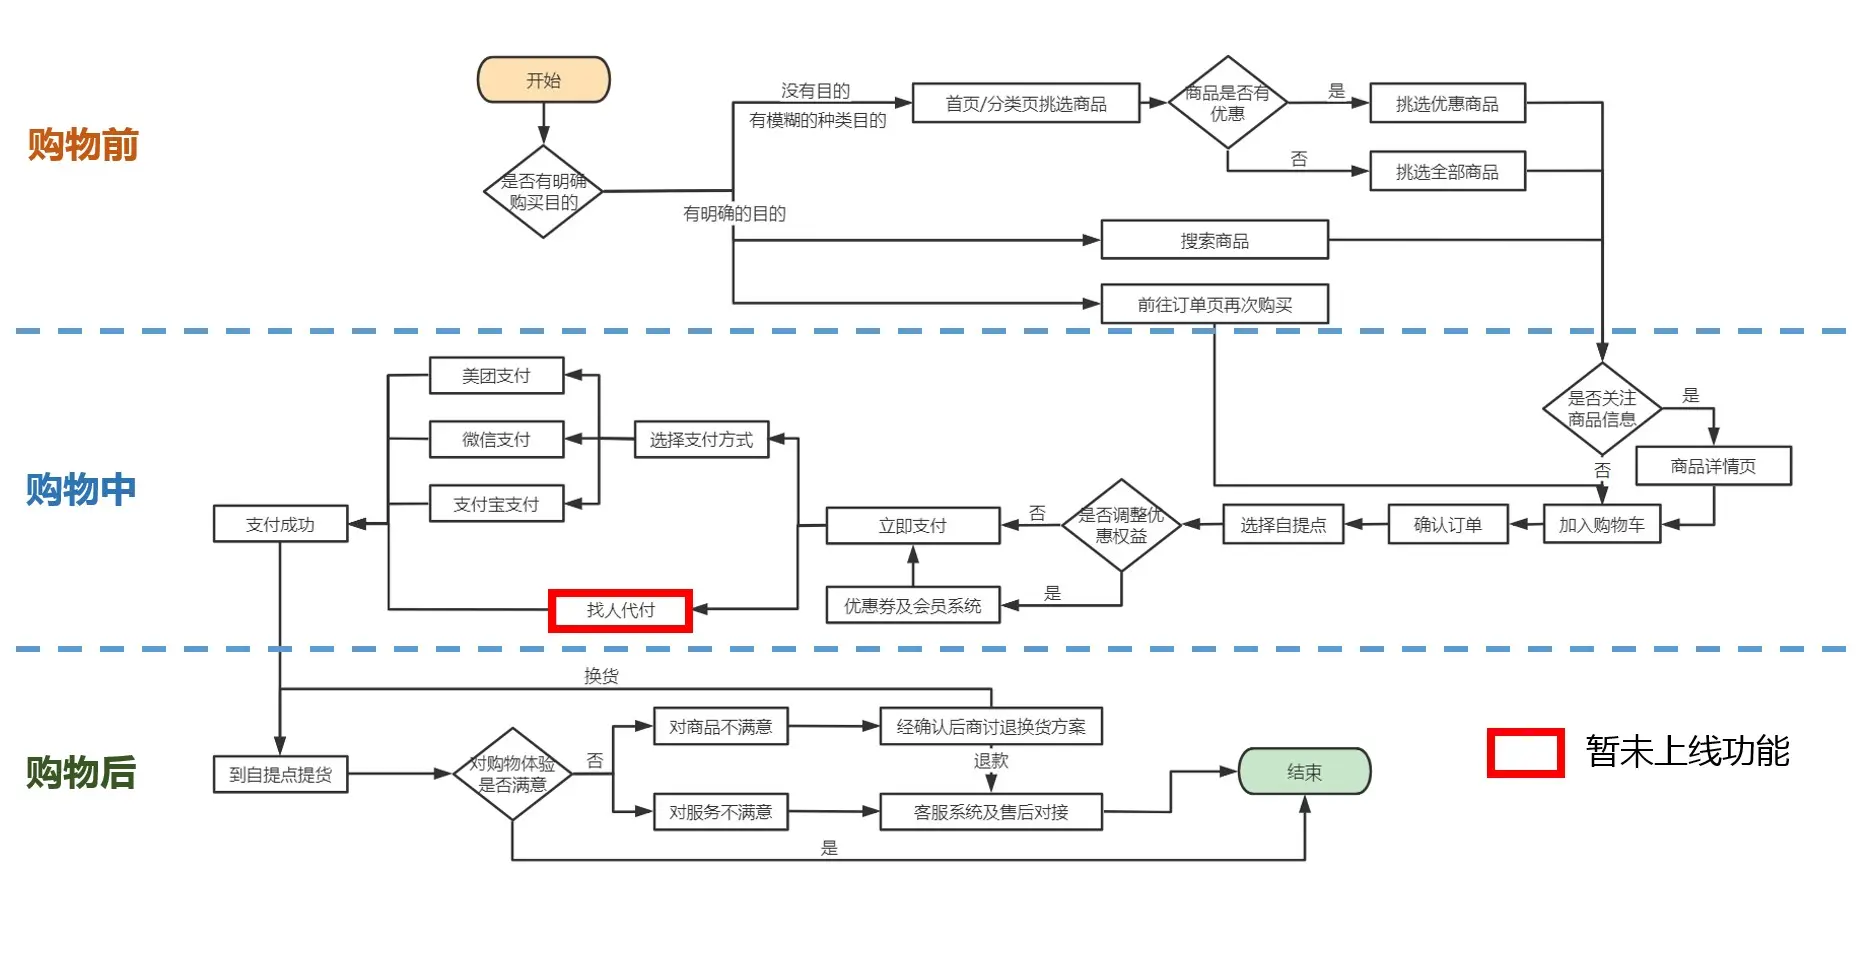 购物前
开始
是否有明确
购买目的
没有目的
有模糊的种类目的
有明确的目的
首页/分类页挑选商品
商品是否有
优惠
是
挑选优惠商品
否
挑选全部商品
搜索商品
前往订单页再次购买
购物中
是否关注
商品信息
是
商品详情页
否
加入购物车
确认订单
选择自提点
是否调整优
惠权益
否
立即支付
是
优惠券及会员系统
选择支付方式
美团支付
微信支付
支付宝支付
找人代付
支付成功
购物后
换货
到自提点提货
对购物体验
是否满意
否
对商品不满意
经确认后商讨退换货方案
退款
对服务不满意
客服系统及售后对接
是
结束
暂未上线功能